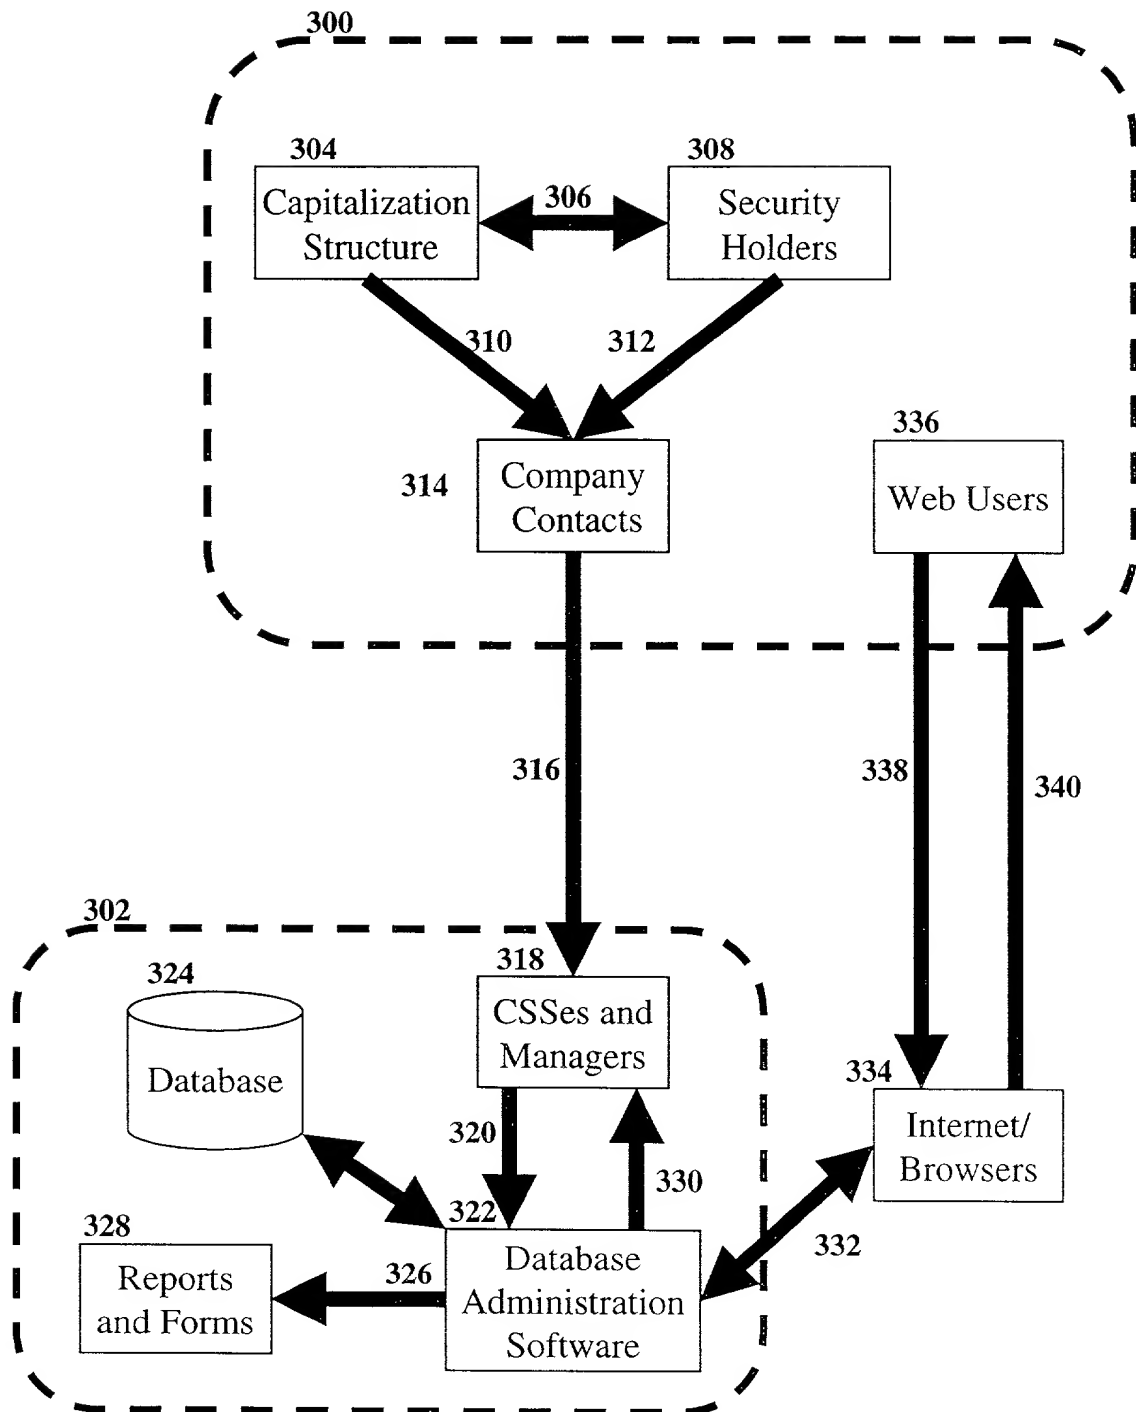 300
304
308
Capitalization
Structure
306
Security
Holders
310
312
314
Company
Contacts
336
Web Users
316
338
340
302
324
Database
318
CSSes and
Managers
320
330
334
Internet/
Browsers
332
328
Reports
and Forms
326
322
Database
Administration
Software